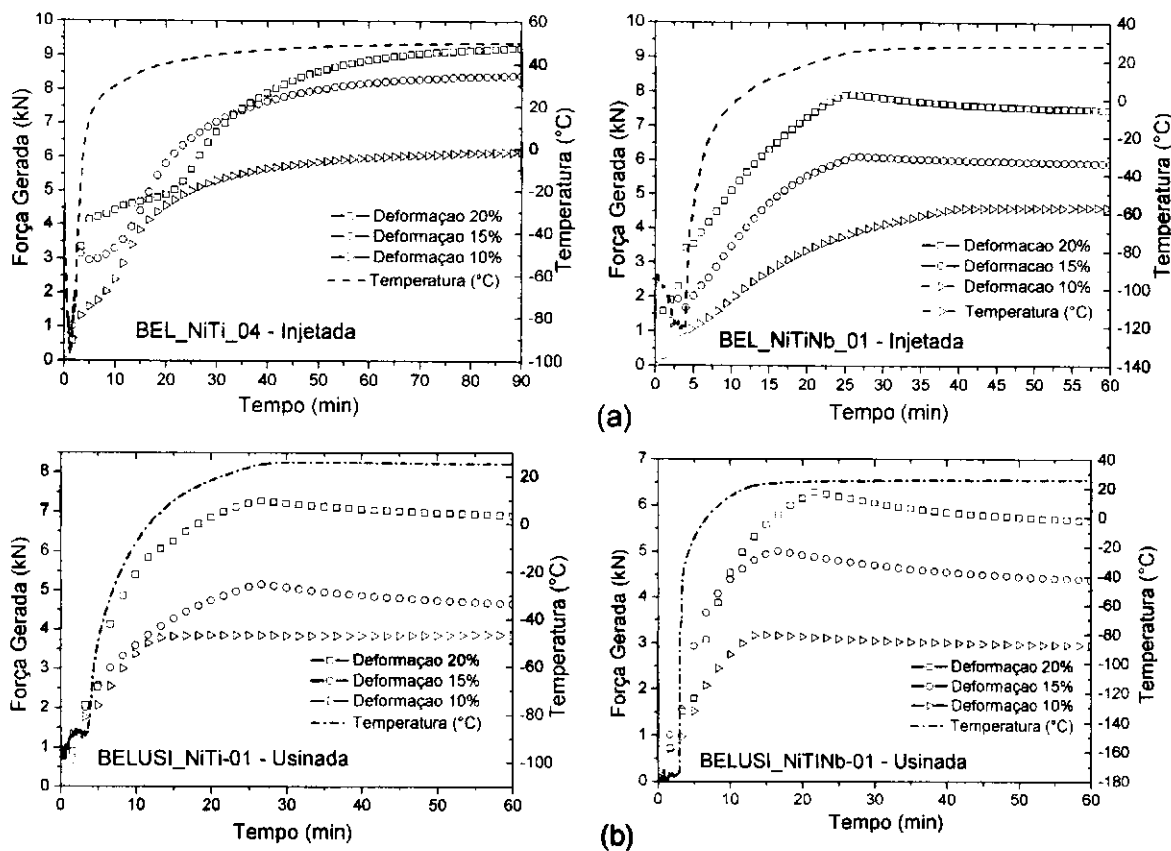 10
9
8
7
6
5
4
3
2
1
0
Força Gerada (kN)
60
40
20
0
-20
-40
-60
-80
-100
Temperatura (°C)
Deformaçao 20%
Deformaçao 15%
Deformaçao 10%
Temperatura (°C)
BEL_NiTi_04 - Injetada
0 10 20 30 40 50 60 70 80 90
Tempo (min)
10
9
8
7
6
5
4
3
2
1
0
Força Gerada (kN)
40
20
0
-20
-40
-60
-80
-100
-120
-140
Temperatura (°C)
Deformacao 20%
Deformacao 15%
Deformacao 10%
Temperatura (°C)
BEL_NiTiNb_01 - Injetada
0 5 10 15 20 25 30 35 40 45 50 55 60
Tempo (min)
(a)
8
7
6
5
4
3
2
1
0
Força Gerada (kN)
20
0
-20
-40
-60
-80
-100
Temperatura (°C)
Deformaçao 20%
Deformaçao 15%
Deformaçao 10%
Temperatura (°C)
BELUSI_NiTi-01 - Usinada
0 10 20 30 40 50 60
Tempo (min)
7
6
5
4
3
2
1
0
Força Gerada (kN)
40
20
0
-20
-40
-60
-80
-100
-120
-140
-160
-180
Temperatura (°C)
Deformaçao 20%
Deformaçao 15%
Deformaçao 10%
Temperatura (°C)
BELUSI_NiTINb-01 - Usinada
0 10 20 30 40 50 60
Tempo (min)
(b)